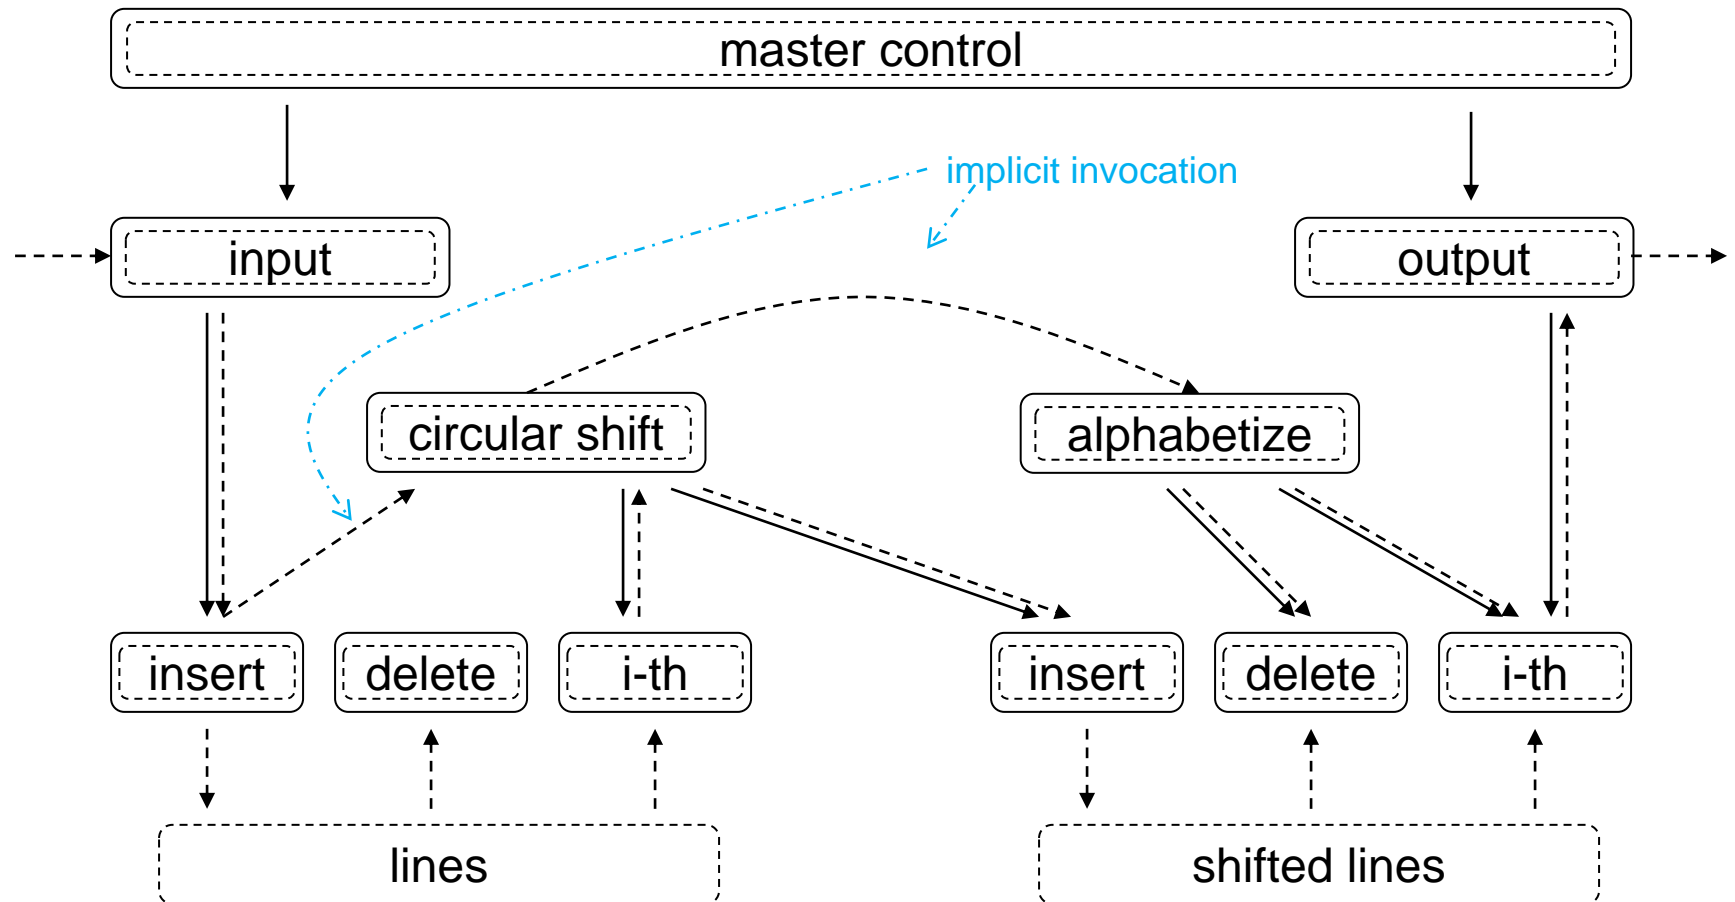 master control
implicit invocation
input
output
circular shift
alphabetize
insert
delete
i-th
insert
delete
i-th
lines
shifted lines